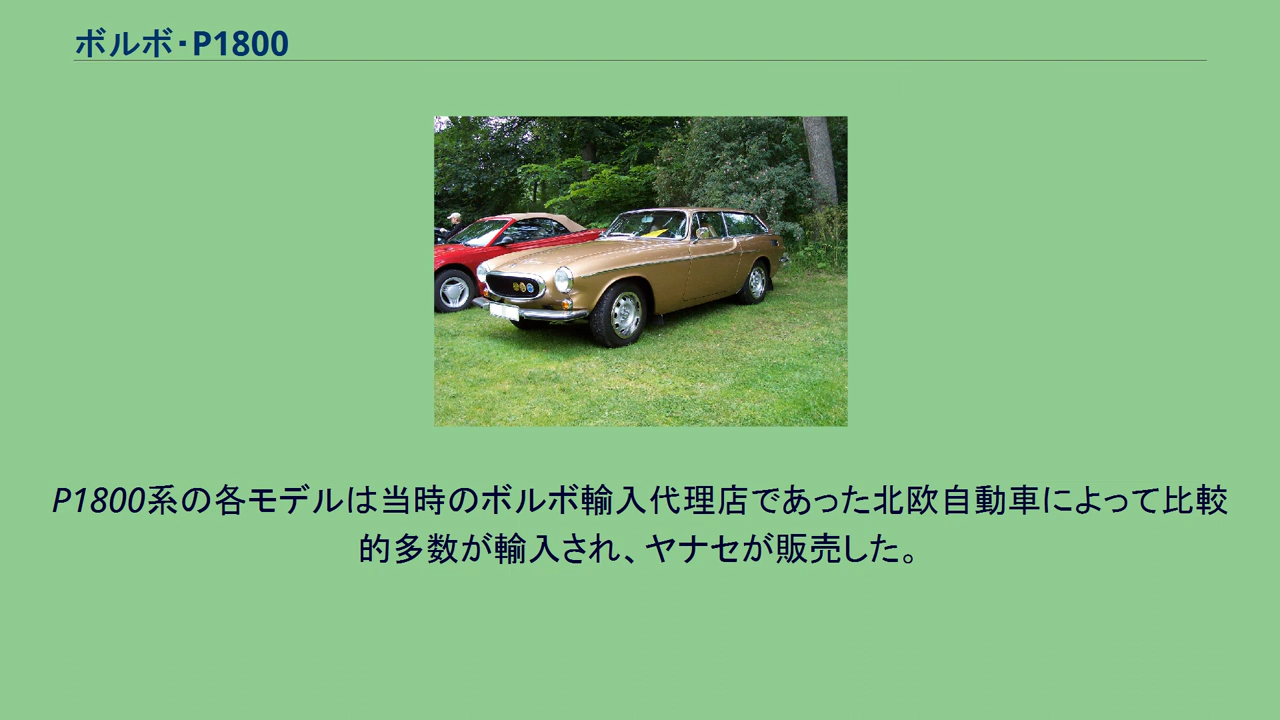 ボルボ・P1800
P1800系の各モデルは当時のボルボ輸入代理店であった北欧自動車によって比較
的多数が輸入され、ヤナセが販売した。